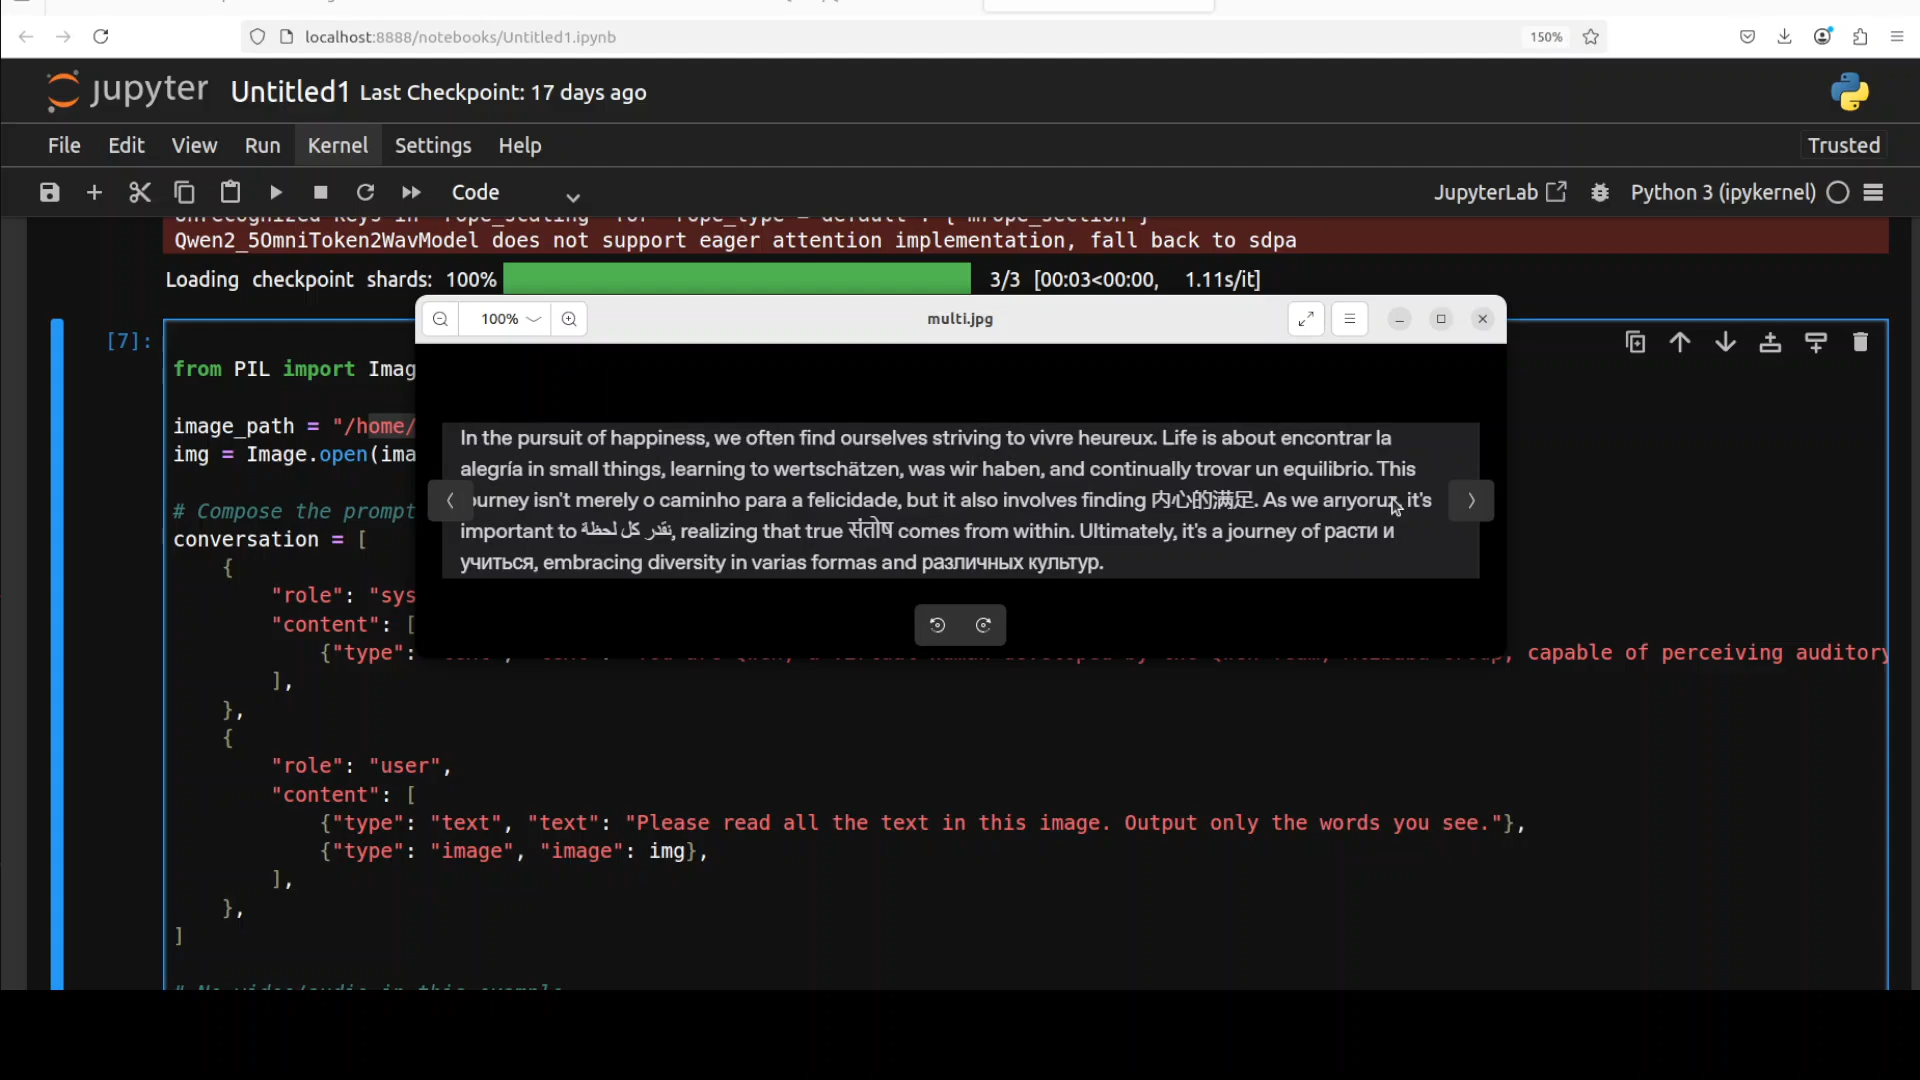 localhost:8888/notebooks/Untitled1.ipynb
150%
jupyter Untitled1 Last Checkpoint: 17 days ago
File Edit View Run Kernel Settings Help
Trusted
Code
JupyterLab
Python 3 (ipykernel)
Qwen2_5OmniToken2WavModel does not support eager attention implementation, fall back to sdpa
Loading checkpoint shards: 100% 3/3 [00:03<00:00, 1.11s/it]
100%
multi.jpg
[7]:
from PIL import Imag
image_path = "/home/
img = Image.open(ima
# Compose the prompt
conversation = [
{
"role": "sys
"content": [
{"type":
capable of perceiving auditory
],
},
{
"role": "user",
"content": [
{"type": "text", "text": "Please read all the text in this image. Output only the words you see."},
{"type": "image", "image": img},
],
},
]
In the pursuit of happiness, we often find ourselves striving to vivre heureux. Life is about encontrar la
alegría in small things, learning to wertschätzen, was wir haben, and continually trovar un equilibrio. This
isn't merely o caminho para a felicidade, but it also involves finding 内心的满足. As we it's
important to نقدر كل لحظة, realizing that true संतोष comes from within. Ultimately, it's a journey of расти и
учиться, embracing diversity in varias formas and различных культур.